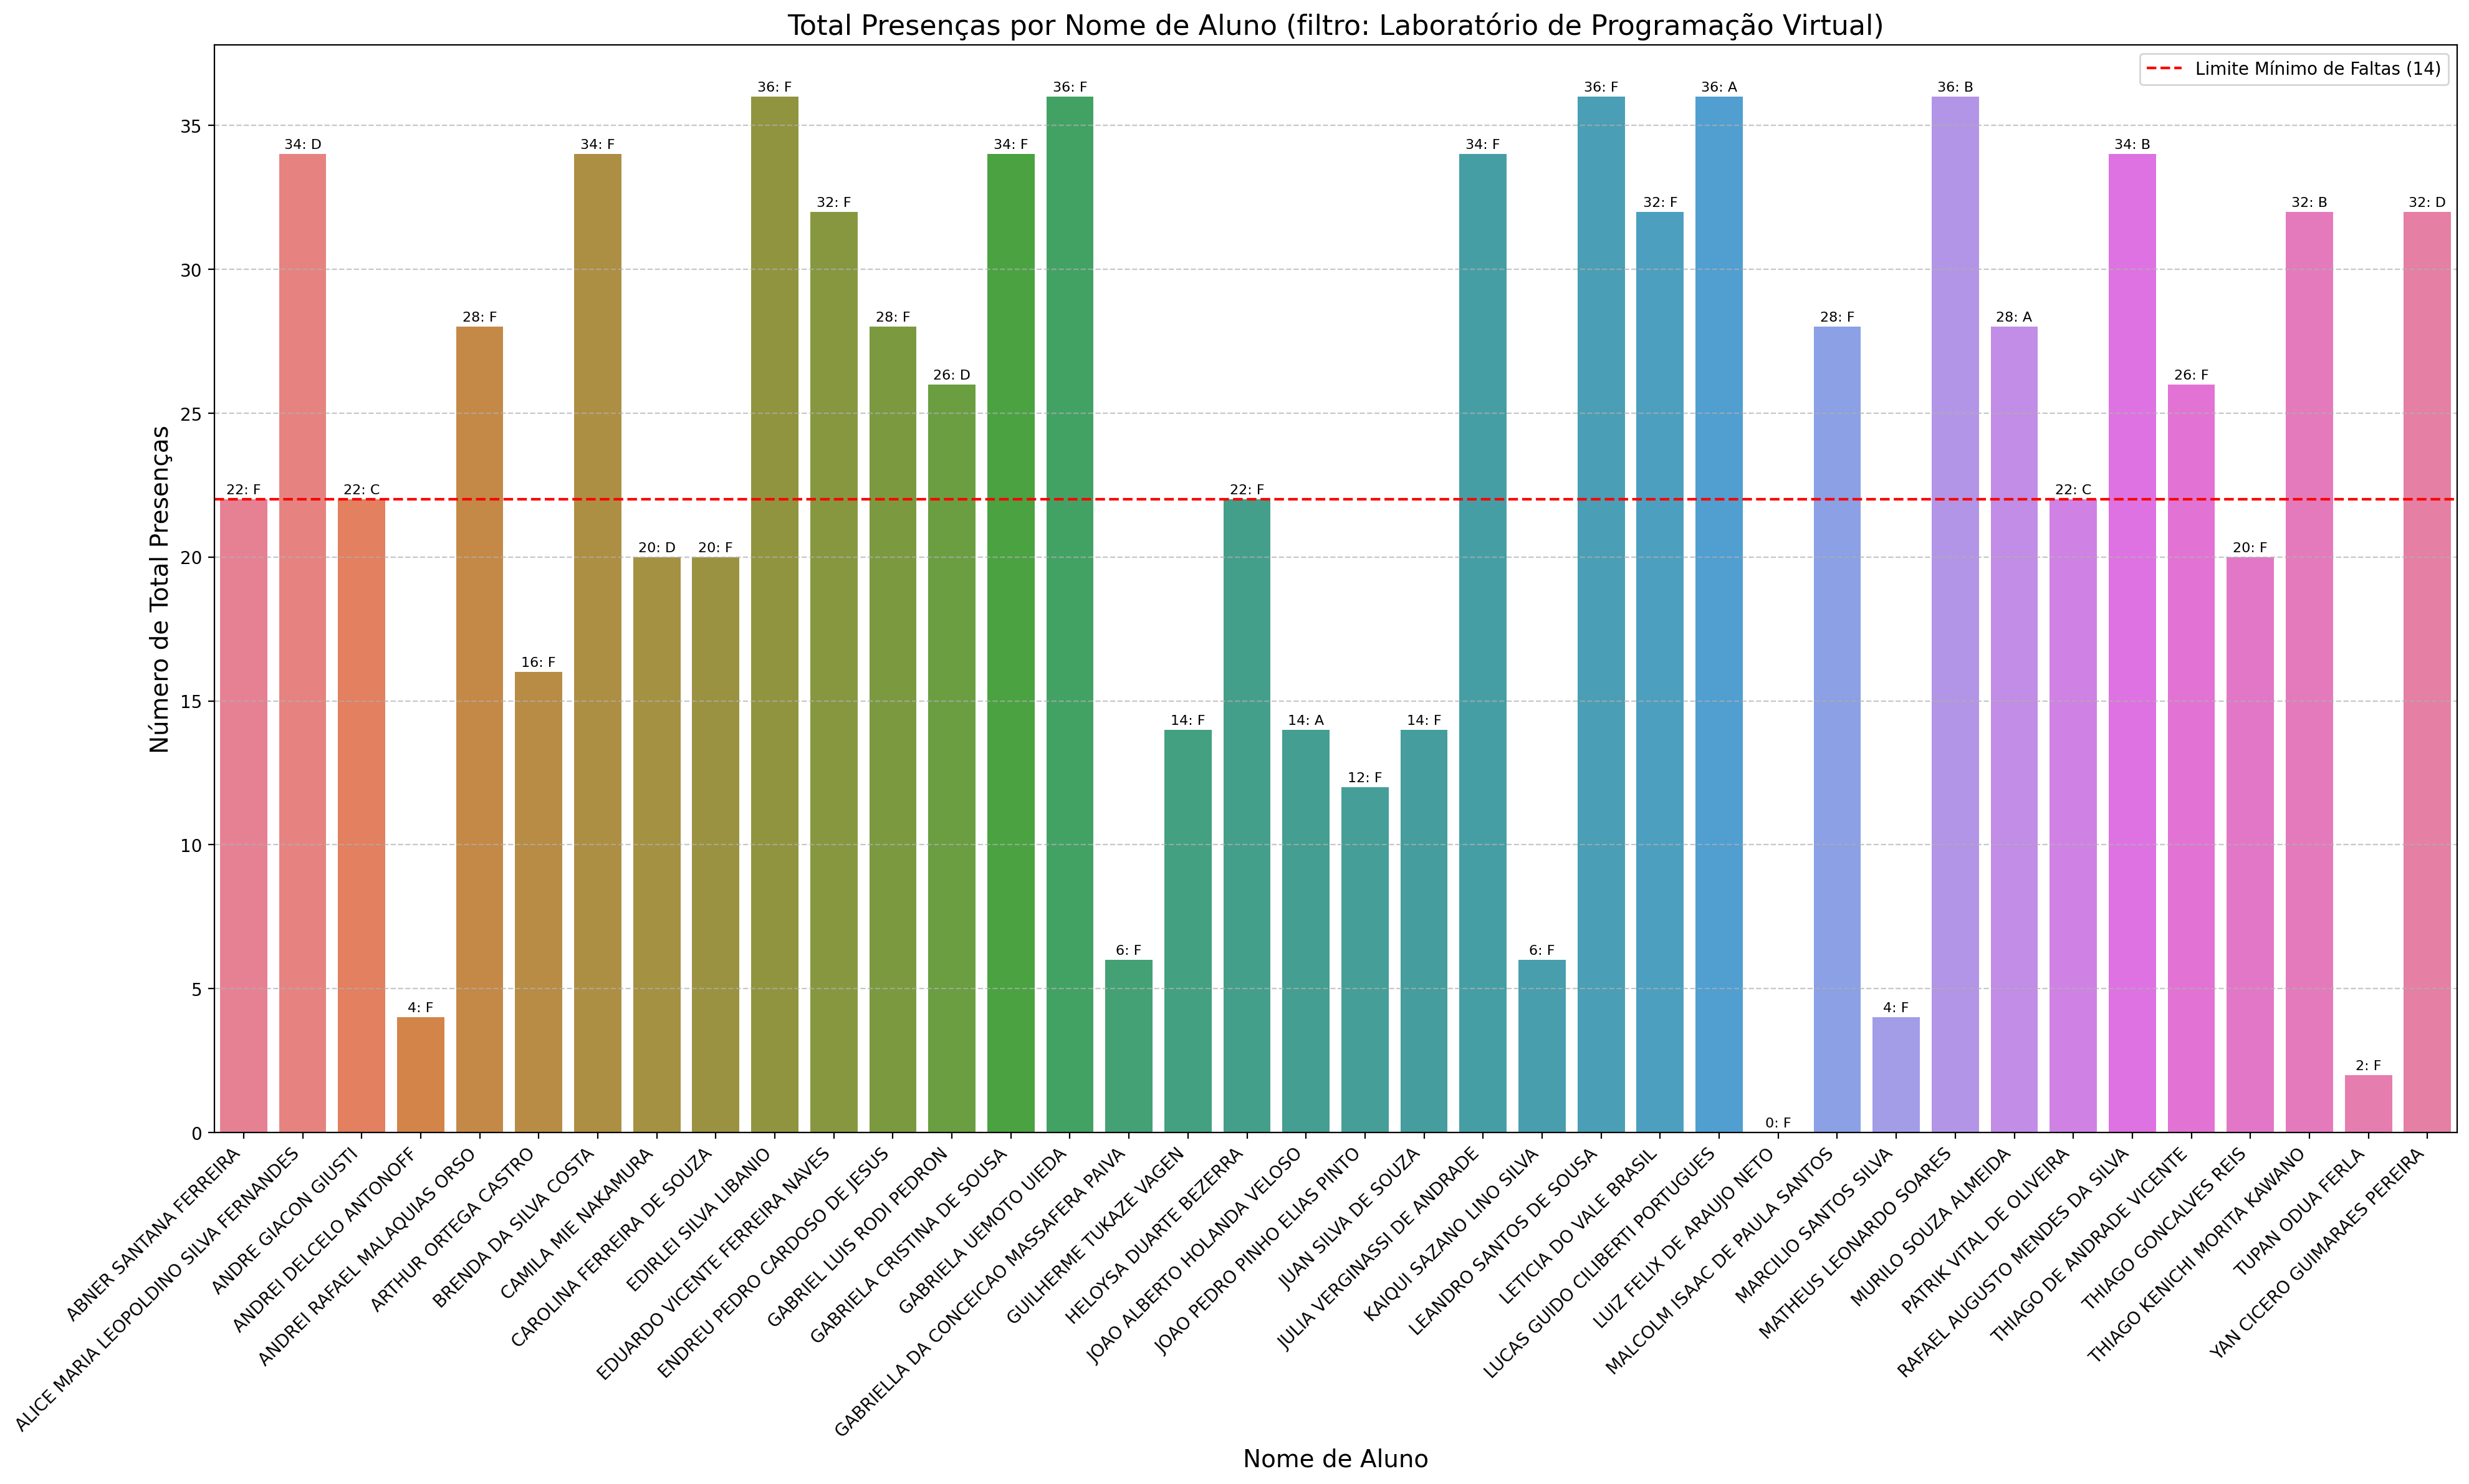 Total Presenças por Nome de Aluno (filtro: Laboratório de Programação Virtual)
Limite Mínimo de Faltas (14)
Número de Total Presenças
35
30
25
20
15
10
5
0
22: F
34: D
22: C
4: F
28: F
16: F
34: F
20: D
20: F
36: F
32: F
28: F
26: D
34: F
36: F
6: F
14: F
22: F
14: A
12: F
14: F
34: F
6: F
36: F
32: F
36: A
0: F
28: F
4: F
36: B
28: A
22: C
34: B
26: F
20: F
32: B
2: F
32: D
ABNER SANTANA FERREIRA
ALICE MARIA LEOPOLDINO SILVA FERNANDES
ANDRE GIACON GIUSTI
ANDREI DELCELO ANTONOFF
ANDREI RAFAEL MALAQUIAS ORSO
ARTHUR ORTEGA CASTRO
BRENDA DA SILVA COSTA
CAMILA MIE NAKAMURA
CAROLINA FERREIRA DE SOUZA
EDIRLEI SILVA LIBANIO
EDUARDO VICENTE FERREIRA NAVES
ENDREU PEDRO CARDOSO DE JESUS
GABRIEL LUIS RODI PEDRON
GABRIELA CRISTINA DE SOUSA
GABRIELA UEMOTO UIEDA
GABRIELLA DA CONCEICAO MASSAFERA PAIVA
GUILHERME TUKAZE VAGEN
HELOYSA DUARTE BEZERRA
JOAO ALBERTO HOLANDA VELOSO
JOAO PEDRO PINHO ELIAS PINTO
JUAN SILVA DE SOUZA
JULIA VERGINASSI DE ANDRADE
KAIQUI SAZANO LINO SILVA
LEANDRO SANTOS DE SOUSA
LETICIA DO VALE BRASIL
LUCAS GUIDO CILIBERTI PORTUGUES
LUIZ FELIX DE ARAUJO NETO
MALCOLM ISAAC DE PAULA SANTOS
MARCILIO SANTOS SILVA
MATHEUS LEONARDO SOARES
MURILO SOUZA ALMEIDA
PATRIK VITAL DE OLIVEIRA
RAFAEL AUGUSTO MENDES DA SILVA
THIAGO DE ANDRADE VICENTE
THIAGO GONCALVES REIS
THIAGO KENICHI MORITA KAWANO
TUPAN ODUA FERLA
YAN CICERO GUIMARAES PEREIRA
Nome de Aluno